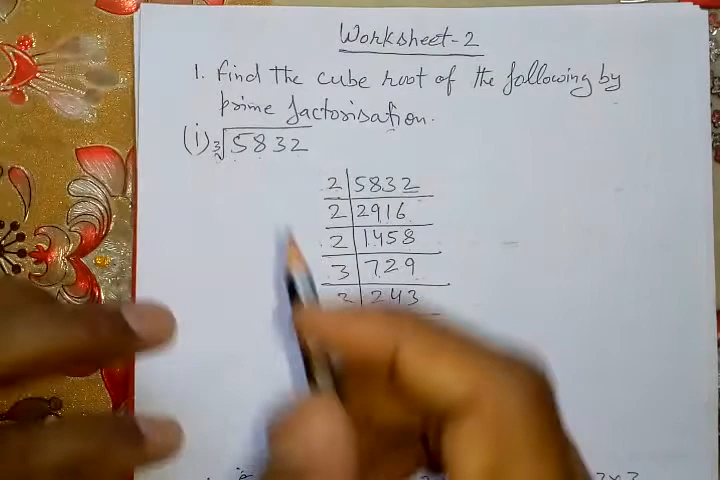 Worksheet-2
1. Find the cube root of the following by
prime factorisation.
(i) ∛5832
2 | 5832
2 | 2916
2 | 1458
3 | 729
3 | 243